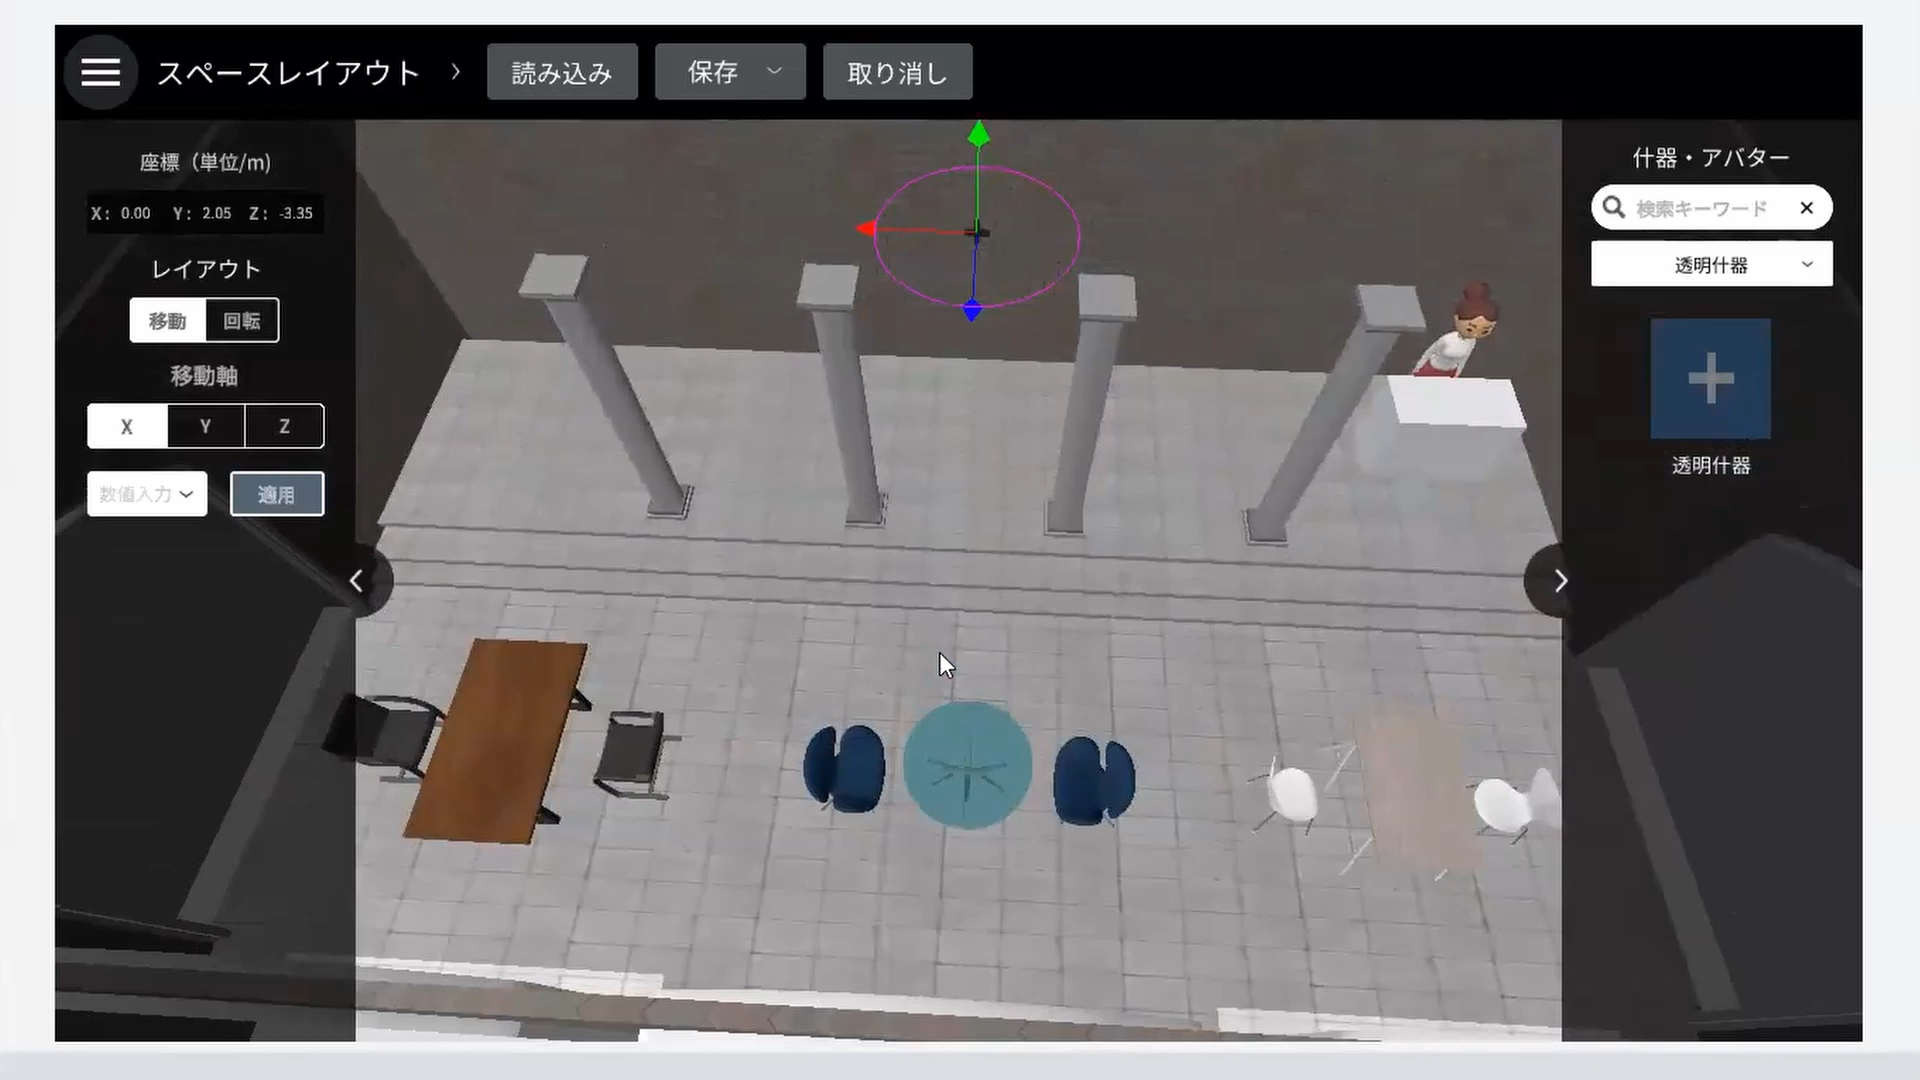 スペースレイアウト
読み込み
保存
取り消し
座標（単位/m）
X: 0.00 Y: 2.05 Z: -3.35
レイアウト
移動 回転
移動軸
X Y Z
数値入力 適用
什器・アバター
検索キーワード
透明什器
透明什器